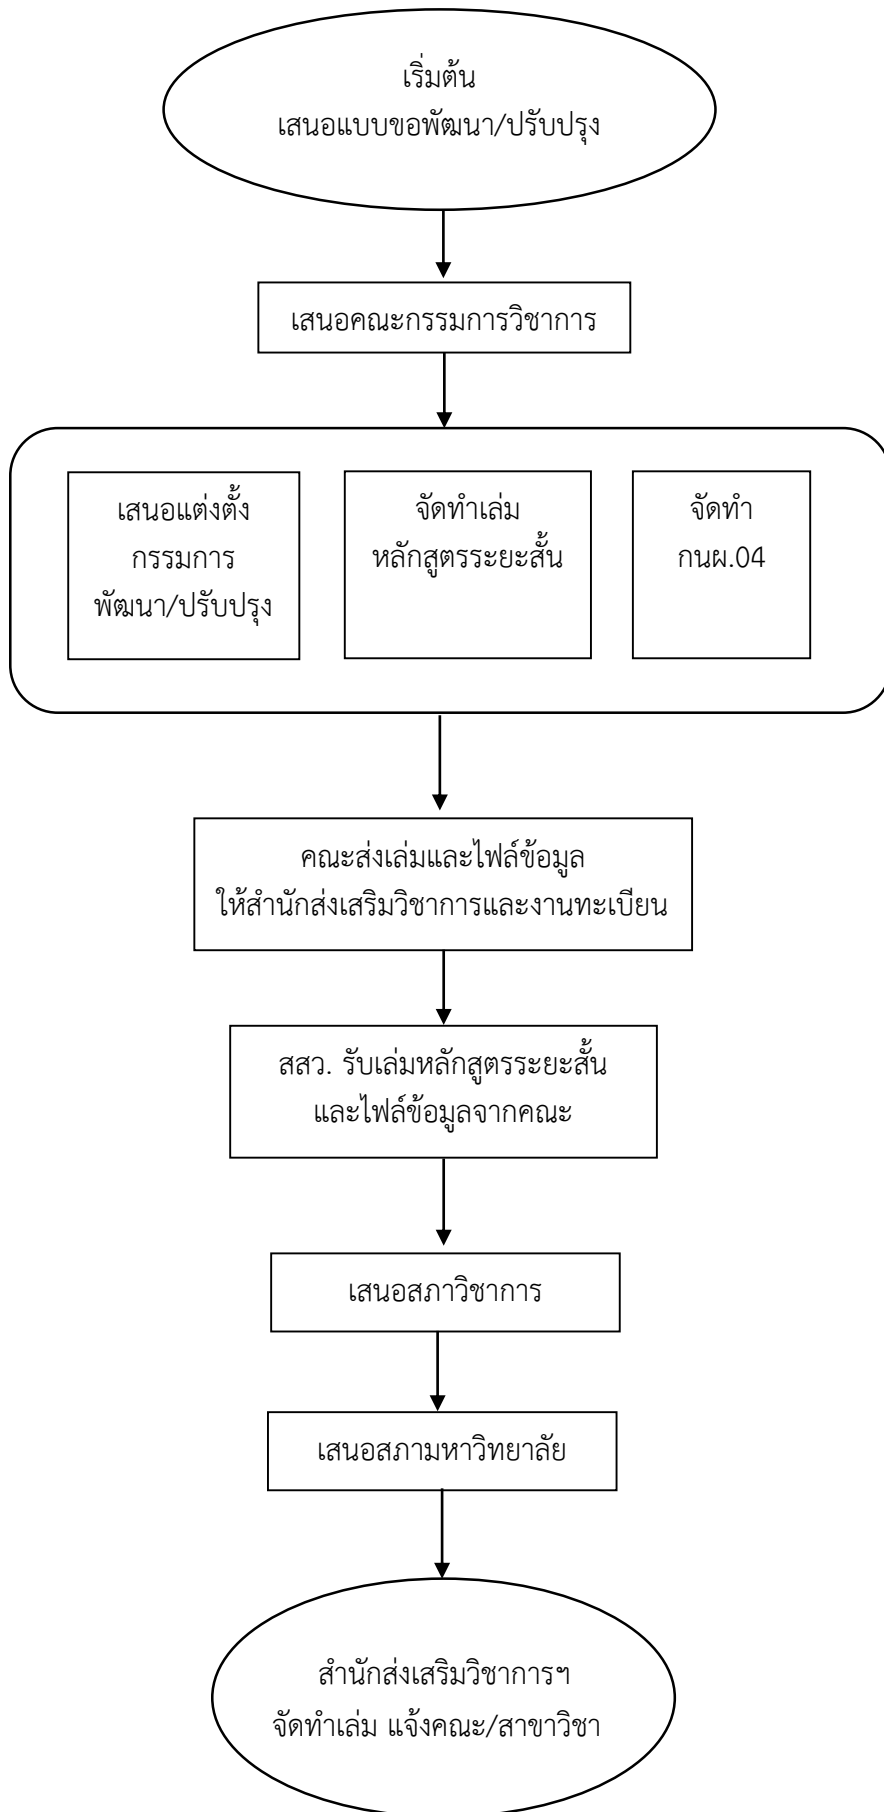 เริ่มต้น
เสนอแบบขอพัฒนา/ปรับปรุง
เสนอคณะกรรมการวิชาการ
เสนอแต่งตั้ง
กรรมการ
พัฒนา/ปรับปรุง
จัดทำเล่ม
หลักสูตรระยะสั้น
จัดทำ
กนผ.04
คณะส่งเล่มและไฟล์ข้อมูล
ให้สำนักส่งเสริมวิชาการและงานทะเบียน
สสว. รับเล่มหลักสูตรระยะสั้น
และไฟล์ข้อมูลจากคณะ
เสนอสภาวิชาการ
เสนอสภามหาวิทยาลัย
สำนักส่งเสริมวิชาการฯ
จัดทำเล่ม แจ้งคณะ/สาขาวิชา